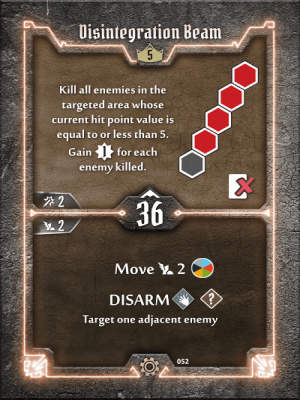 Disintegration Beam
5
Kill all enemies in the
targeted area whose
current hit point value is
equal to or less than 5.
Gain 1 for each
enemy killed.
2
36
2
Move 2
DISARM ?
Target one adjacent enemy
052